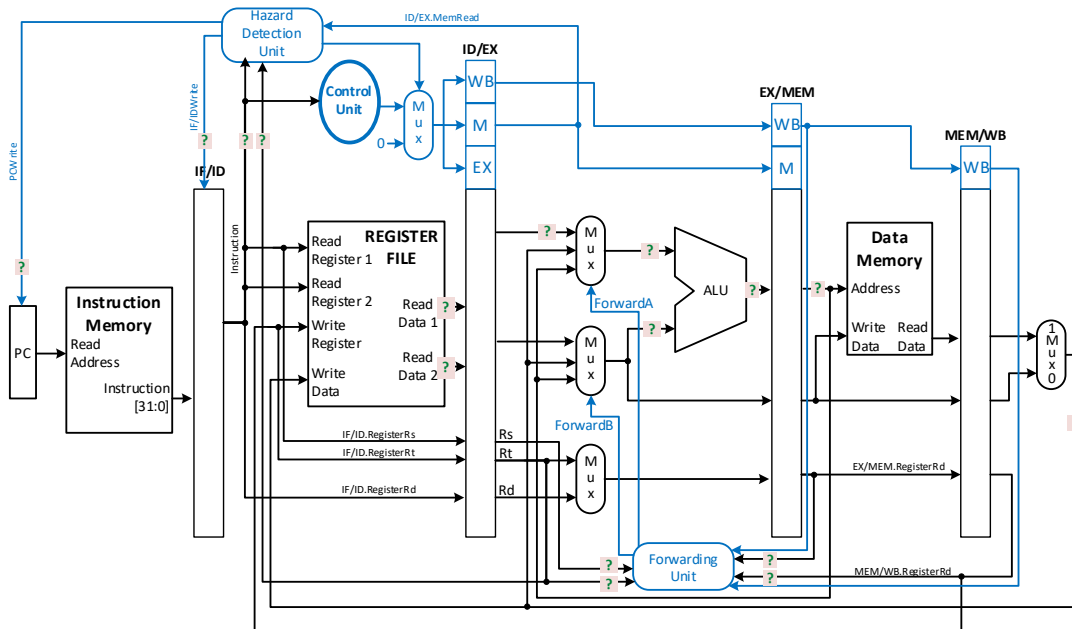 Hazard
Detection
Unit
ID/EX.MemRead
ID/EX
WB
M
EX
Control
Unit
M
u
x
0
EX/MEM
WB
M
MEM/WB
WB
PCWrite
IF/IDWrite
?
?
?
?
?
IF/ID
Instruction
PC
Instruction
Memory
Read
Address
Instruction
[31:0]
REGISTER
FILE
Read
Register 1
Read
Register 2
Write
Register
Write
Data
Read
Data 1
Read
Data 2
?
?
?
M
u
x
?
ForwardA
M
u
x
?
ForwardB
ALU
?
?
Data
Memory
Address
Write
Data
Read
Data
1
M
u
x
0
IF/ID.RegisterRs
IF/ID.RegisterRt
IF/ID.RegisterRd
Rs
Rt
Rd
M
u
x
EX/MEM.RegisterRd
Forwarding
Unit
?
?
?
?
MEM/WB.RegisterRd